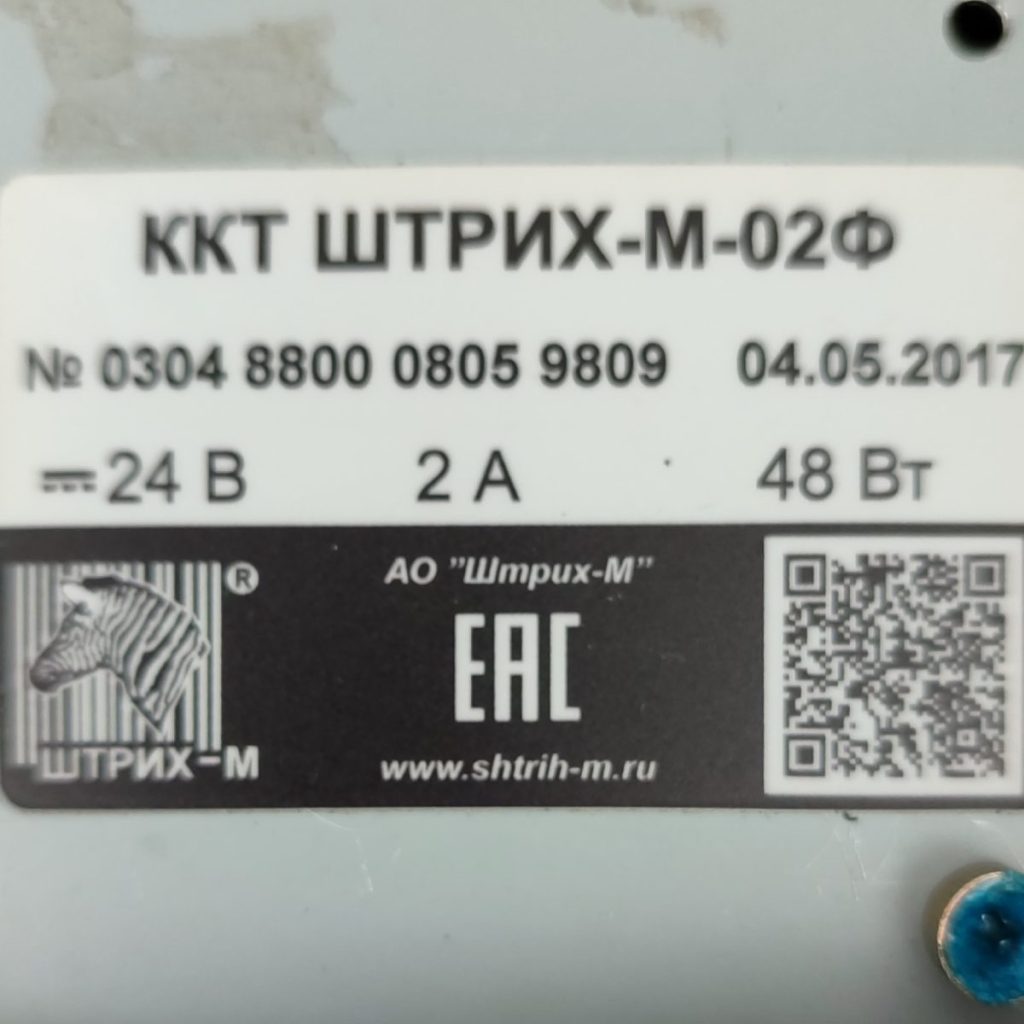 ККТ ШТРИХ-М-02Ф
№ 0304 8800 0805 9809 04.05.2017
24 В 2 А 48 Вт
®
АО "Штрих-М"
ЕАС
ШТРИХ-М
www.shtrih-m.ru